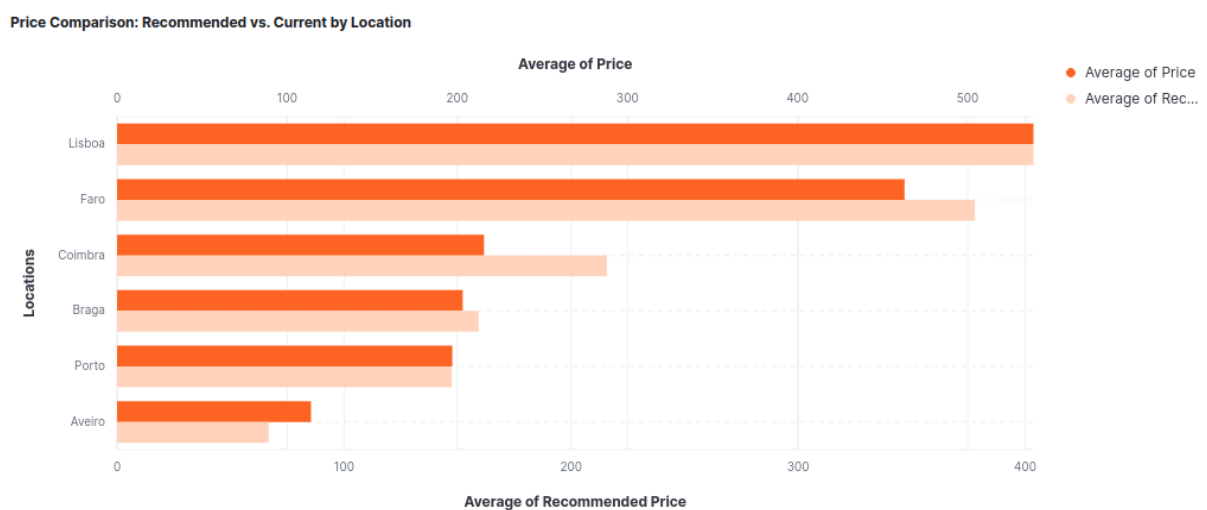 Price Comparison: Recommended vs. Current by Location
Average of Price
Average of Price
Average of Rec...
0 100 200 300 400 500
Lisboa
Faro
Coimbra
Braga
Porto
Aveiro
Locations
0 100 200 300 400
Average of Recommended Price